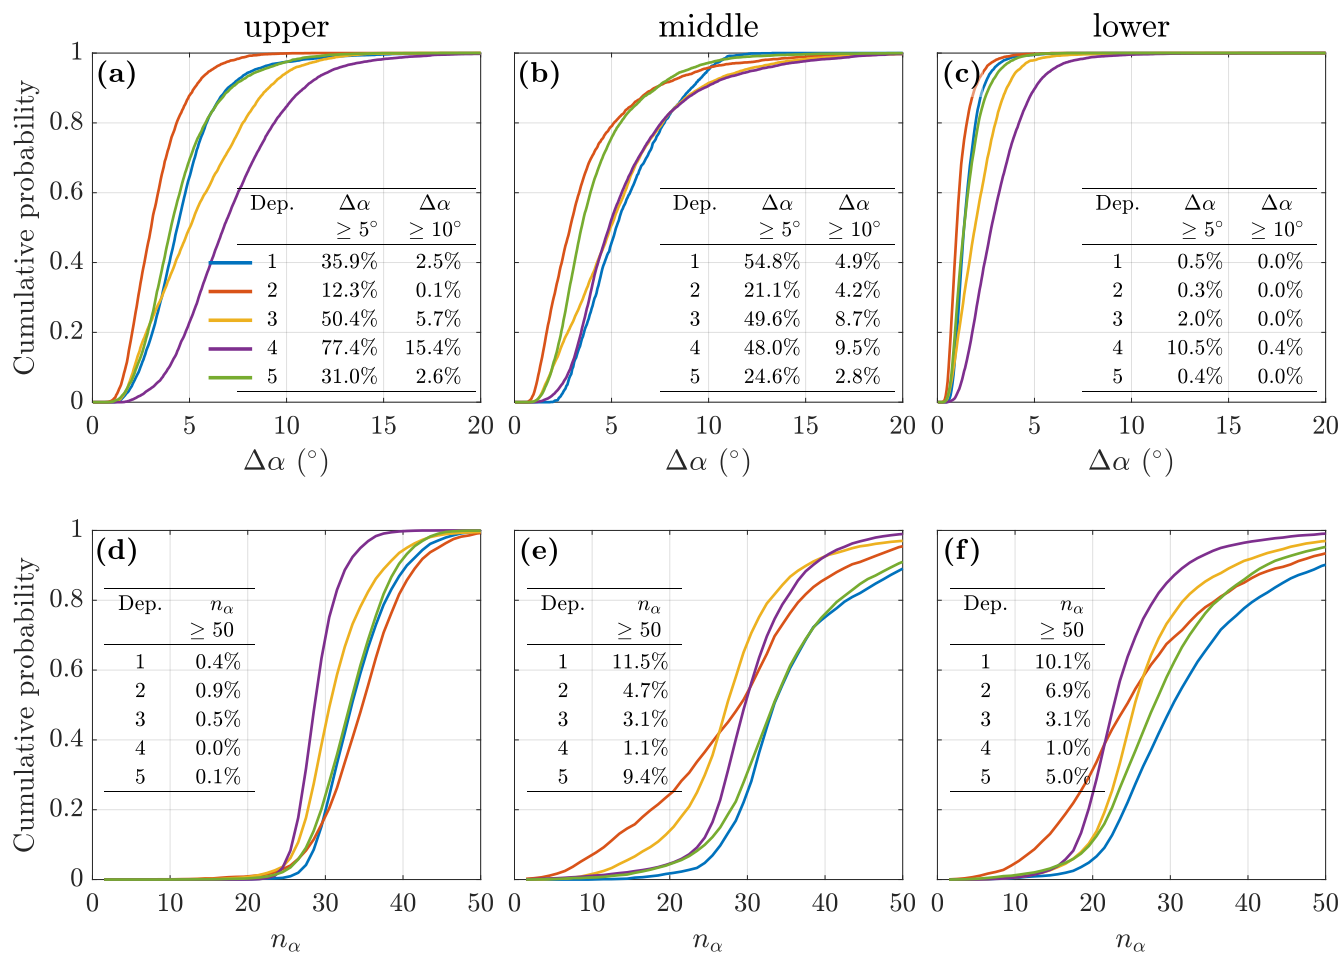 upper
middle
lower
(a)
Cumulative probability
1
0.8
0.6
0.4
0.2
0
Dep. Δα Δα
≥ 5° ≥ 10°
1 35.9% 2.5%
2 12.3% 0.1%
3 50.4% 5.7%
4 77.4% 15.4%
5 31.0% 2.6%
0 5 10 15 20
Δα (°)
(b)
Dep. Δα Δα
≥ 5° ≥ 10°
1 54.8% 4.9%
2 21.1% 4.2%
3 49.6% 8.7%
4 48.0% 9.5%
5 24.6% 2.8%
0 5 10 15 20
Δα (°)
(c)
Dep. Δα Δα
≥ 5° ≥ 10°
1 0.5% 0.0%
2 0.3% 0.0%
3 2.0% 0.0%
4 10.5% 0.4%
5 0.4% 0.0%
0 5 10 15 20
Δα (°)
(d)
Cumulative probability
1
0.8
0.6
0.4
0.2
0
Dep. nα
≥ 50
1 0.4%
2 0.9%
3 0.5%
4 0.0%
5 0.1%
0 10 20 30 40 50
nα
(e)
Dep. nα
≥ 50
1 11.5%
2 4.7%
3 3.1%
4 1.1%
5 9.4%
0 10 20 30 40 50
nα
(f)
Dep. nα
≥ 50
1 10.1%
2 6.9%
3 3.1%
4 1.0%
5 5.0%
0 10 20 30 40 50
nα